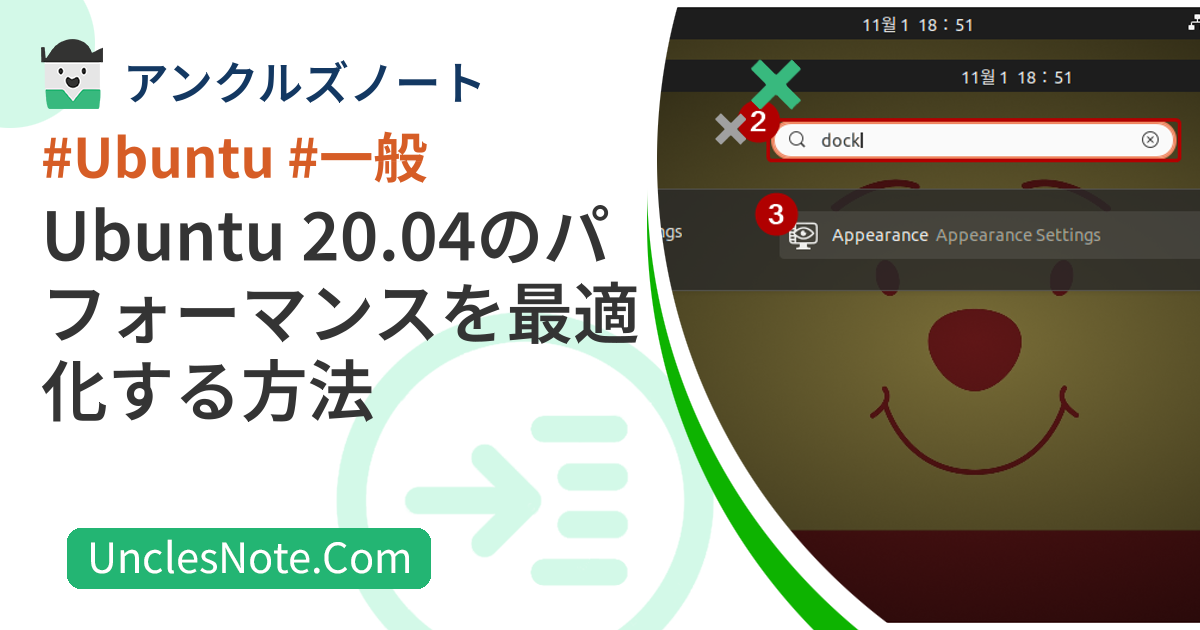 アンクルズノート
#Ubuntu #一般
Ubuntu 20.04のパ
フォーマンスを最適
化する方法
UnclesNote.Com
11월 1 18：51
11월 1 18：51
2
dock
3
ngs
Appearance Appearance Settings